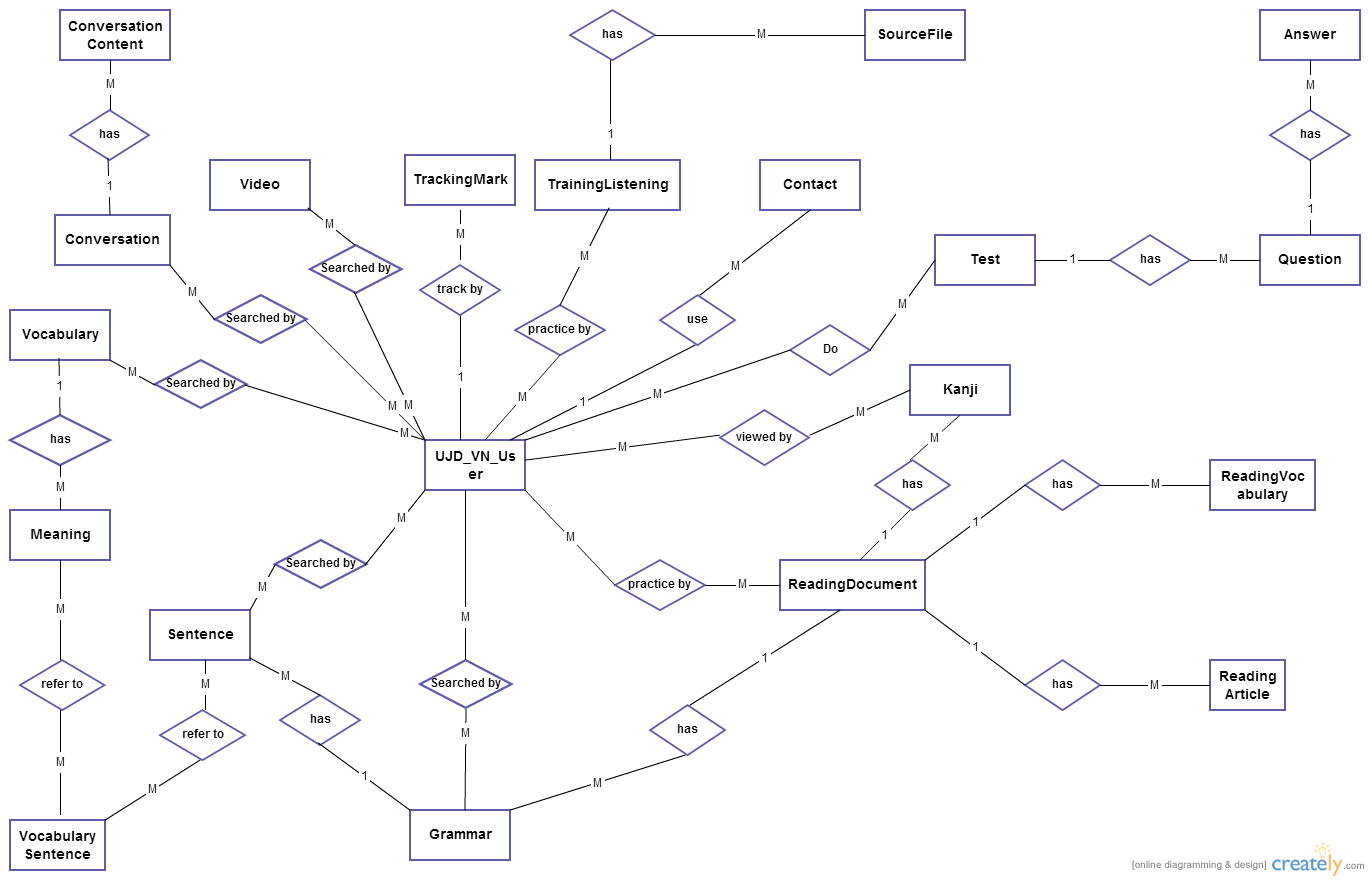 Conversation
Content
has
M
SourceFile
Answer
M
M
has
has
1
1
Video
TrackingMark
TrainingListening
Contact
1
1
Conversation
M
M
M
M
Test
1
has
M
Question
Searched by
M
M
track by
Searched by
use
M
Vocabulary
practice by
Do
M
Searched by
1
1
M
M
M
M
1
M
Kanji
has
M
M
viewed by
M
M
UJD_VN_Us
er
M
has
has
M
ReadingVoc
abulary
M
Meaning
M
M
1
1
Searched by
M
practice by
M
ReadingDocument
M
M
M
Sentence
1
1
refer to
M
M
Searched by
has
M
Reading
Article
has
refer to
M
has
M
1
M
M
Vocabulary
Sentence
Grammar
[online diagramming & design]
creately.com